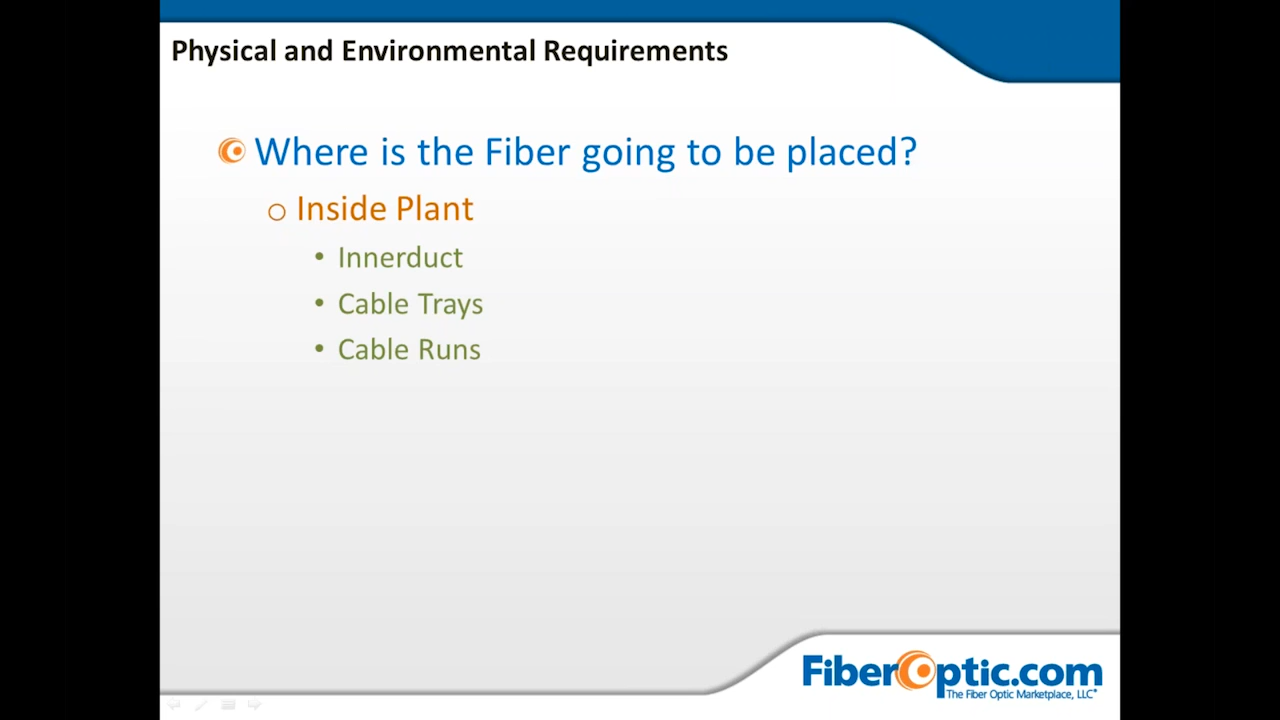 Physical and Environmental Requirements
Where is the Fiber going to be placed?
Inside Plant
• Innerduct
• Cable Trays
• Cable Runs
FiberOptic.com
The Fiber Optic Marketplace, LLC®